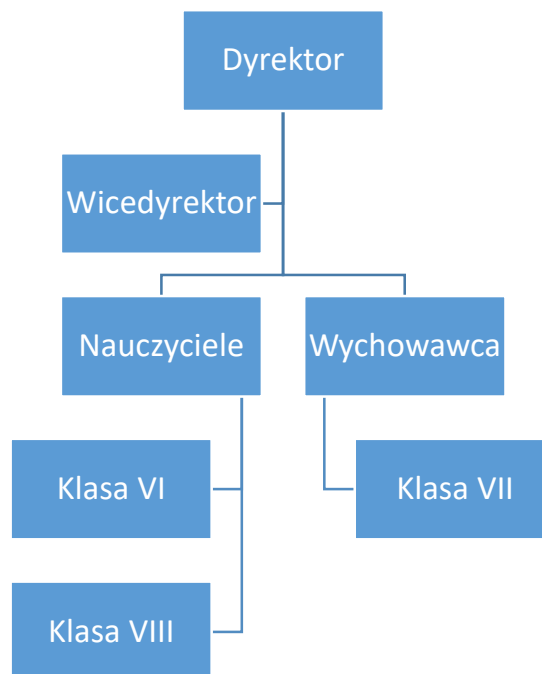 Dyrektor
Wicedyrektor
Nauczyciele
Wychowawca
Klasa VI
Klasa VII
Klasa VIII